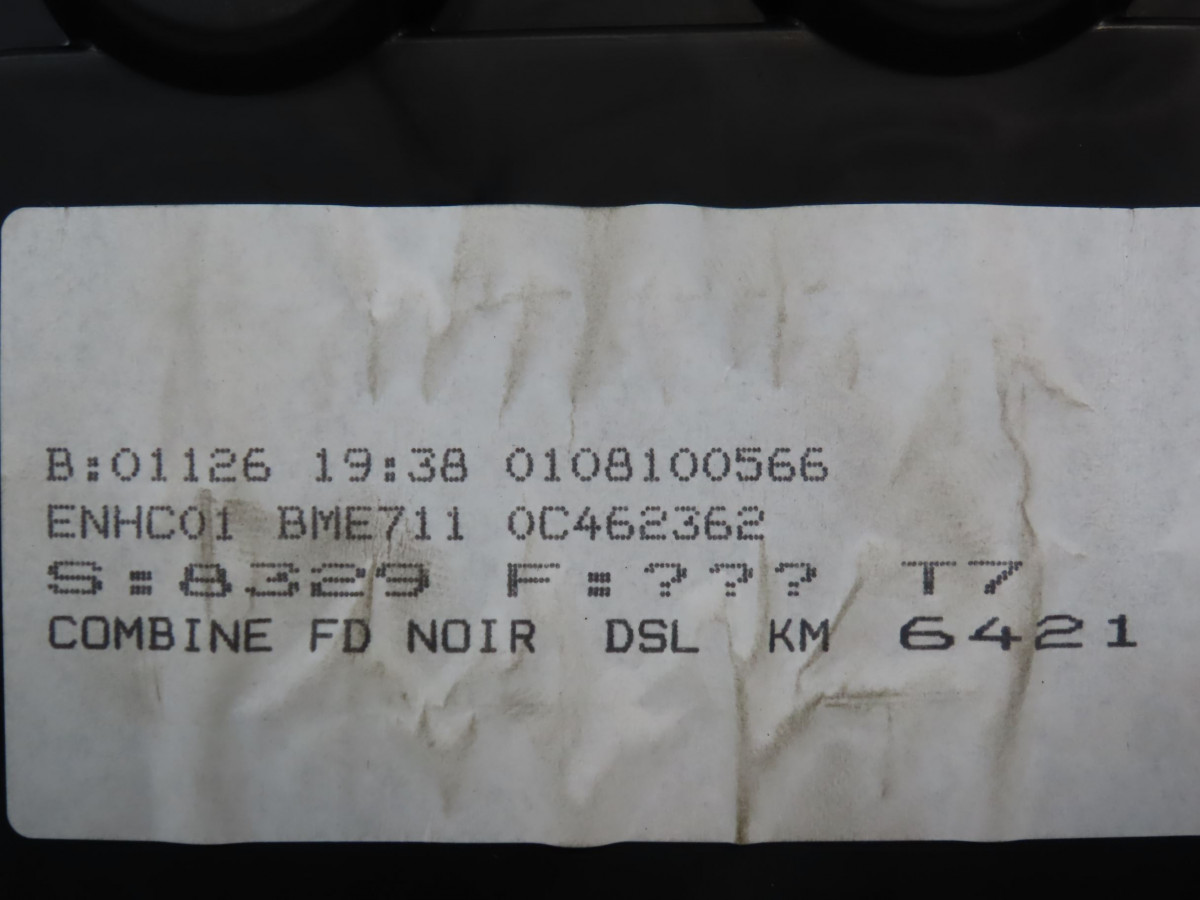 B:01126 19:38 0108100566
ENHC01 BME711 0C462362
S:8329 F:??? T7
COMBINE FD NOIR DSL KM 6421